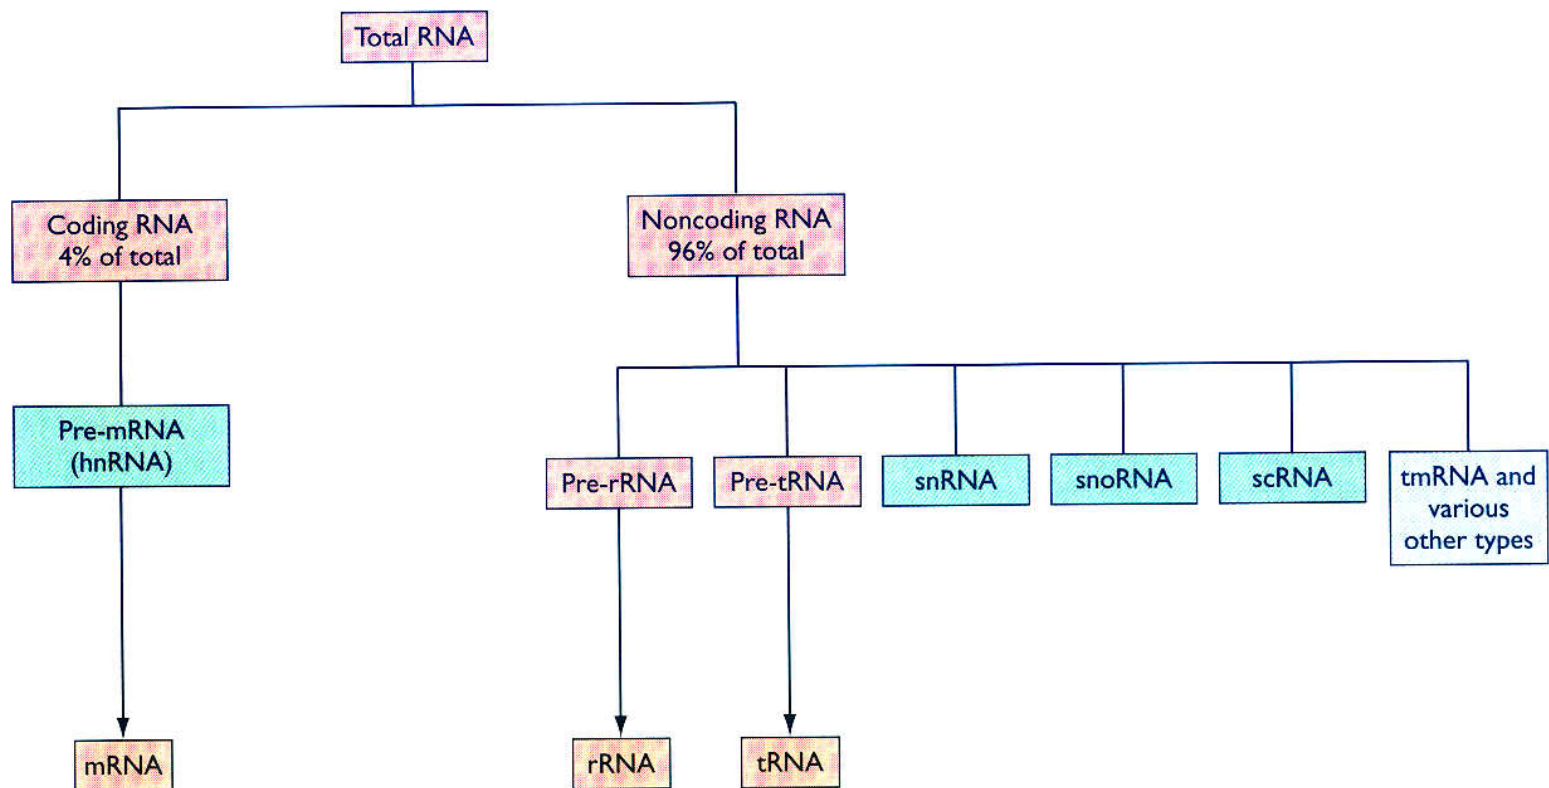 Total RNA
Coding RNA
4% of total
Noncoding RNA
96% of total
Pre-mRNA
(hnRNA)
Pre-rRNA
Pre-tRNA
snRNA
snoRNA
scRNA
tmRNA and
various
other types
mRNA
rRNA
tRNA